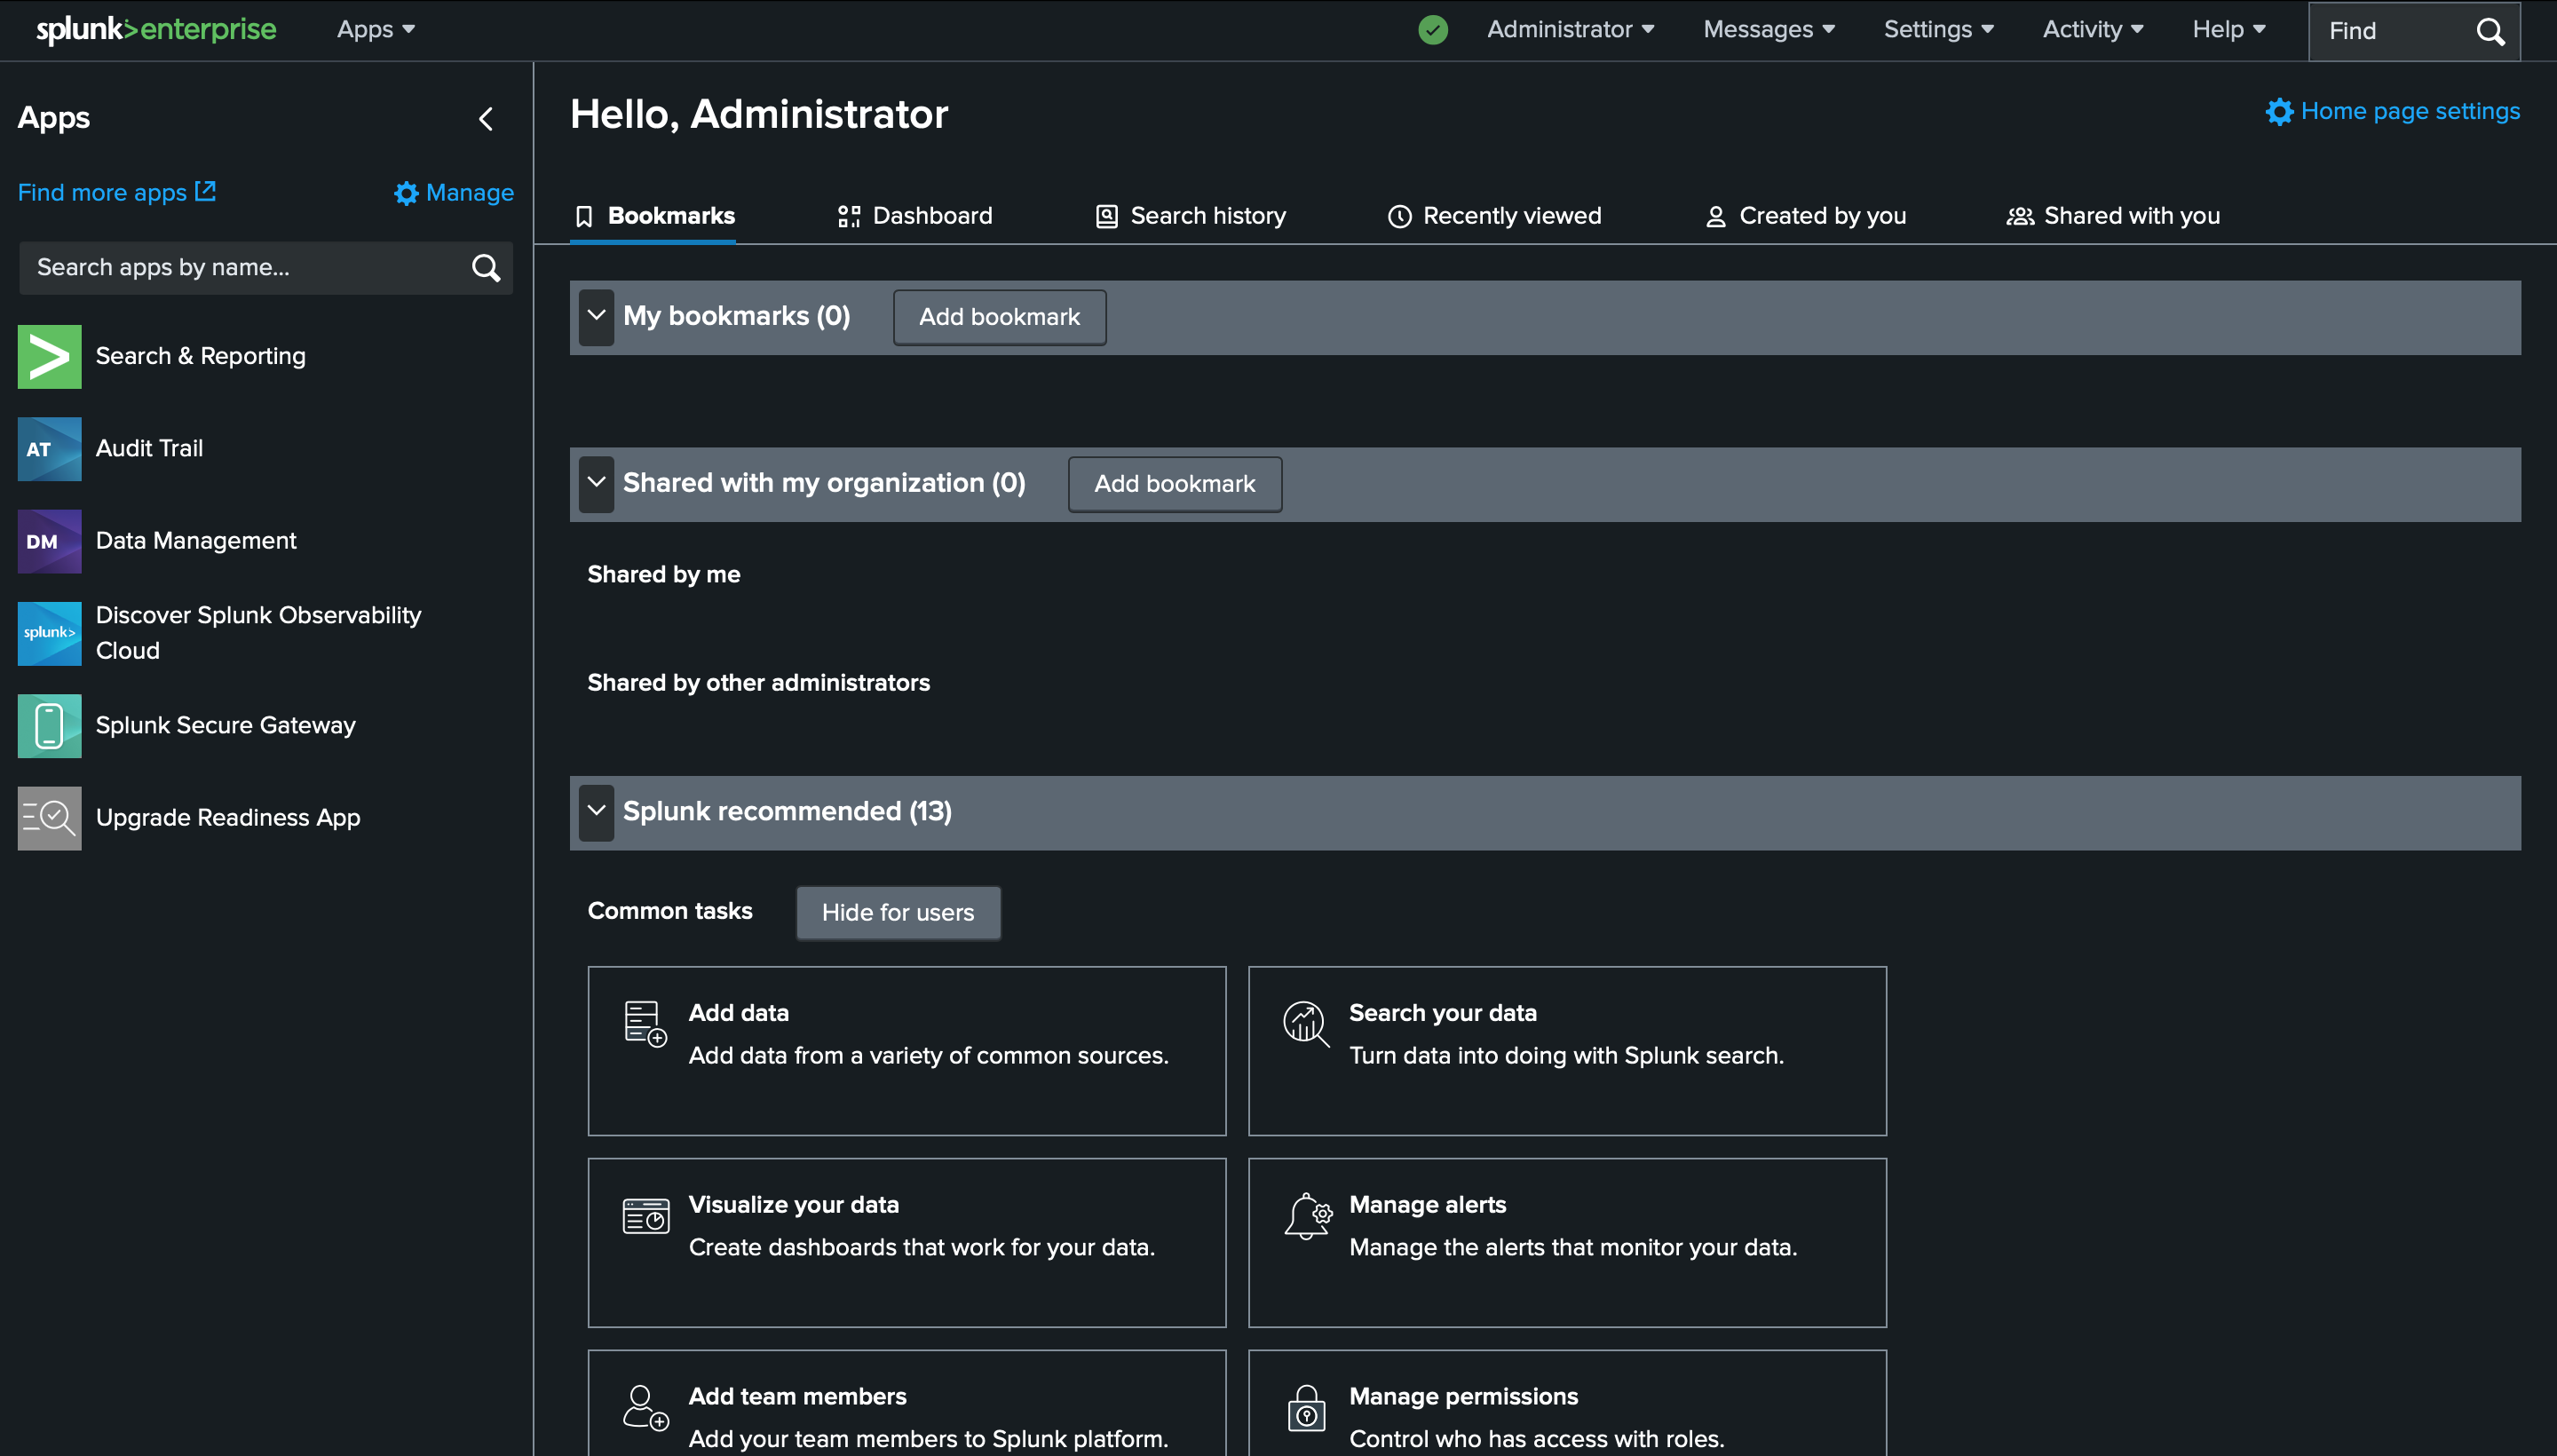 splunk>enterprise
Apps
Administrator
Messages
Settings
Activity
Help
Find
Apps
Find more apps
Manage
Search apps by name...
Search & Reporting
AT
Audit Trail
DM
Data Management
splunk>
Discover Splunk Observability
Cloud
Splunk Secure Gateway
Upgrade Readiness App
Hello, Administrator
Home page settings
Bookmarks
Dashboard
Search history
Recently viewed
Created by you
Shared with you
My bookmarks (0)
Add bookmark
Shared with my organization (0)
Add bookmark
Shared by me
Shared by other administrators
Splunk recommended (13)
Common tasks
Hide for users
Add data
Add data from a variety of common sources.
Search your data
Turn data into doing with Splunk search.
Visualize your data
Create dashboards that work for your data.
Manage alerts
Manage the alerts that monitor your data.
Add team members
Add your team members to Splunk platform.
Manage permissions
Control who has access with roles.